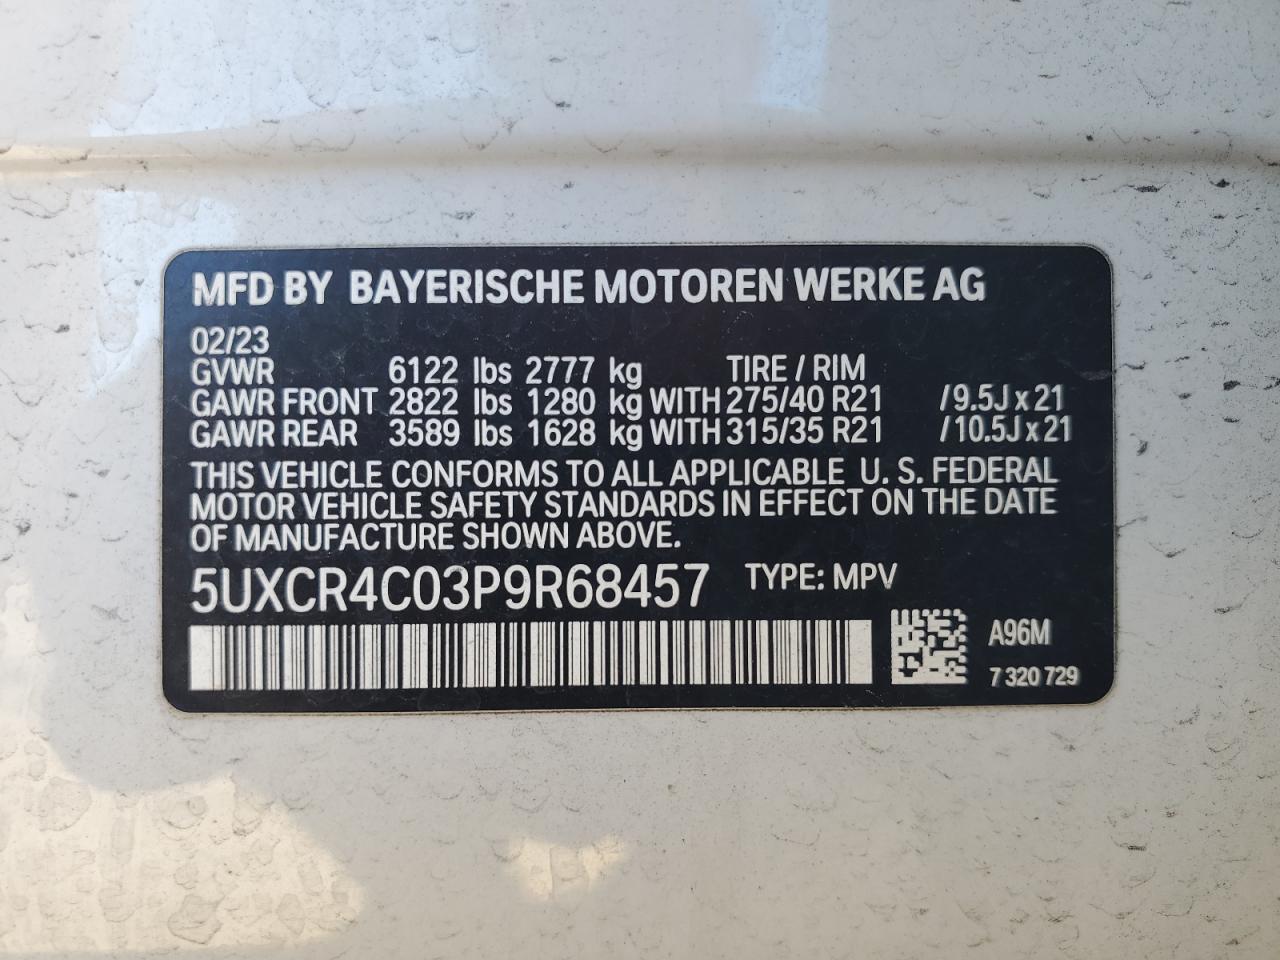 MFD BY BAYERISCHE MOTOREN WERKE AG
02/23
GVWR 6122 lbs 2777 kg TIRE / RIM
GAWR FRONT 2822 lbs 1280 kg WITH 275/40 R21 /9.5J x 21
GAWR REAR 3589 lbs 1628 kg WITH 315/35 R21 /10.5J x 21
THIS VEHICLE CONFORMS TO ALL APPLICABLE U. S. FEDERAL
MOTOR VEHICLE SAFETY STANDARDS IN EFFECT ON THE DATE
OF MANUFACTURE SHOWN ABOVE.
5UXCR4C03P9R68457 TYPE: MPV
A96M
7 320 729